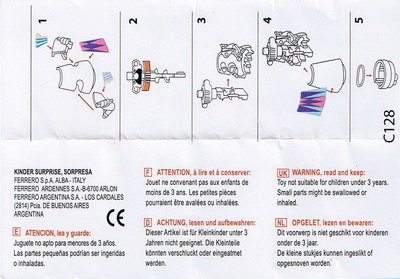 1
2
3
4
5
C128
KINDER SURPRISE, SORPRESA
FERRERO S.p.A. ALBA - ITALY
FERRERO ARDENNES S.A.-B-6700 ARLON
FERRERO ARGENTINA S.A. - LOS CARDALES
(2814) Pcia. DE BUENOS AIRES
ARGENTINA
CE
E ATENCION, lea y guarde:
Juguete no apto para menores de 3 años.
Las partes pequeñas podrían ser ingeridas
o inhaladas.
F ATTENTION, à lire et à conserver:
Jouet ne convenant pas aux enfants de
moins de 3 ans. Les petites pièces
pourraient être avalées ou inhalées.
D ACHTUNG, lesen und aufbewahren:
Dieser Artikel ist für Kleinkinder unter 3
Jahren nicht geeignet. Die Kleinteile
könnten verschluckt oder eingeatmet
werden.
UK WARNING, read and keep:
Toy not suitable for children under 3 years.
Small parts might be swallowed or
inhaled.
NL OPGELET, lezen en bewaren:
Dit voorwerp is niet geschikt voor kinderen
onder de 3 jaar.
De kleine stukjes kunnen ingeslikt of
opgesnoven worden.